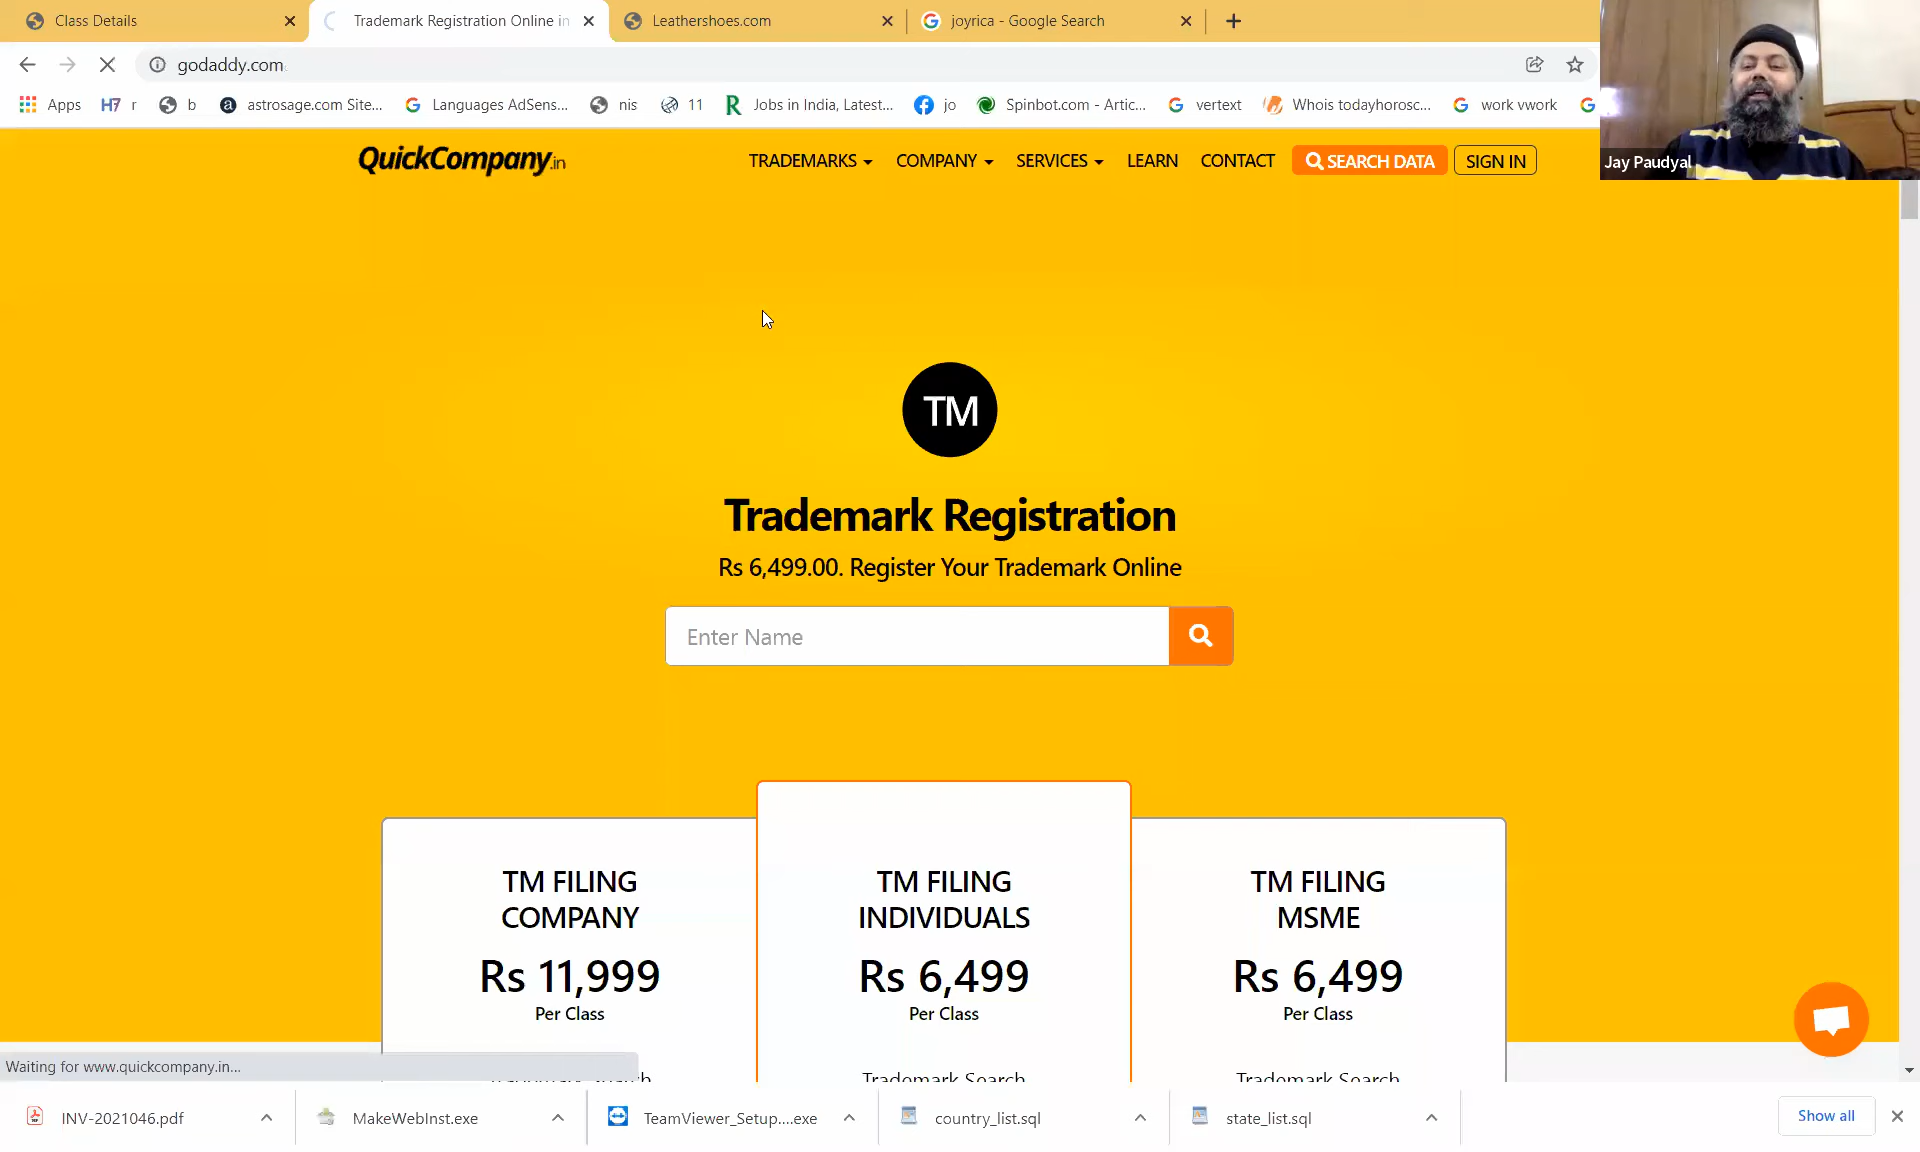 Class Details
Trademark Registration Online in
Leathershoes.com
joyrica - Google Search
godaddy.com
Apps
H7 r
b
astrosage.com Site...
Languages AdSens...
nis
11
Jobs in India, Latest...
jo
Spinbot.com - Artic...
vertext
Whois todayhorosc...
work vwork
Jay Paudyal
QuickCompany.in
TRADEMARKS
COMPANY
SERVICES
LEARN
CONTACT
SEARCH DATA
SIGN IN
TM
Trademark Registration
Rs 6,499.00. Register Your Trademark Online
Enter Name
TM FILING
COMPANY
Rs 11,999
Per Class
TM FILING
INDIVIDUALS
Rs 6,499
Per Class
Trademark Search
TM FILING
MSME
Rs 6,499
Per Class
Trademark Search
Waiting for www.quickcompany.in...
INV-2021046.pdf
MakeWebInst.exe
TeamViewer_Setup....exe
country_list.sql
state_list.sql
Show all